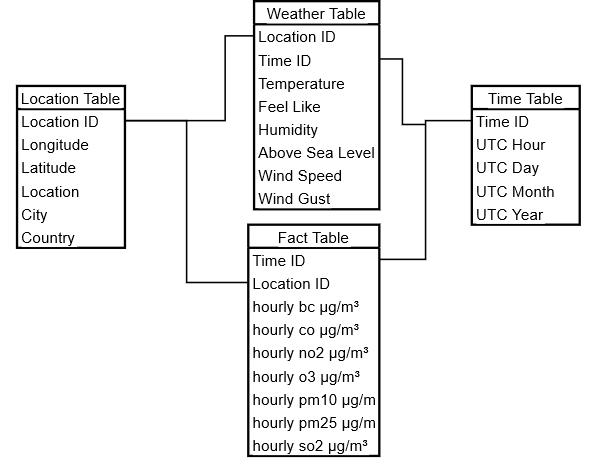 Weather Table
Location ID
Time ID
Temperature
Feel Like
Humidity
Above Sea Level
Wind Speed
Wind Gust
Location Table
Location ID
Longitude
Latitude
Location
City
Country
Time Table
Time ID
UTC Hour
UTC Day
UTC Month
UTC Year
Fact Table
Time ID
Location ID
hourly bc µg/m³
hourly co µg/m³
hourly no2 µg/m³
hourly o3 µg/m³
hourly pm10 µg/m
hourly pm25 µg/m
hourly so2 µg/m³